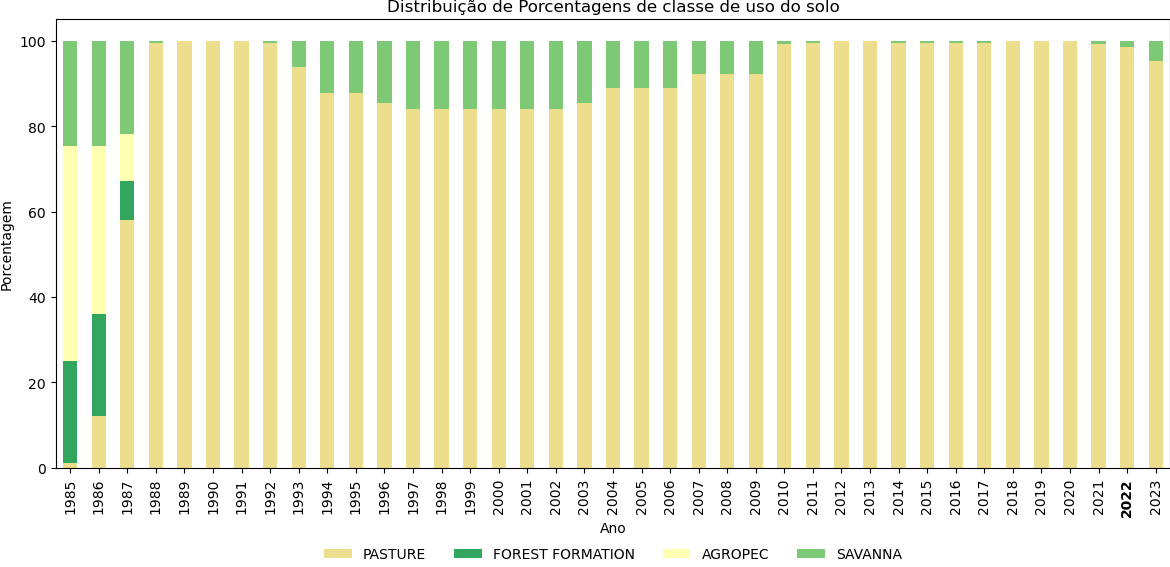 Distribuição de Porcentagens de classe de uso do solo
Porcentagem
100
80
60
40
20
0
1985 1986 1987 1988 1989 1990 1991 1992 1993 1994 1995 1996 1997 1998 1999 2000 2001 2002 2003 2004 2005 2006 2007 2008 2009 2010 2011 2012 2013 2014 2015 2016 2017 2018 2019 2020 2021 2022 2023
Ano
PASTURE FOREST FORMATION AGROPEC SAVANNA